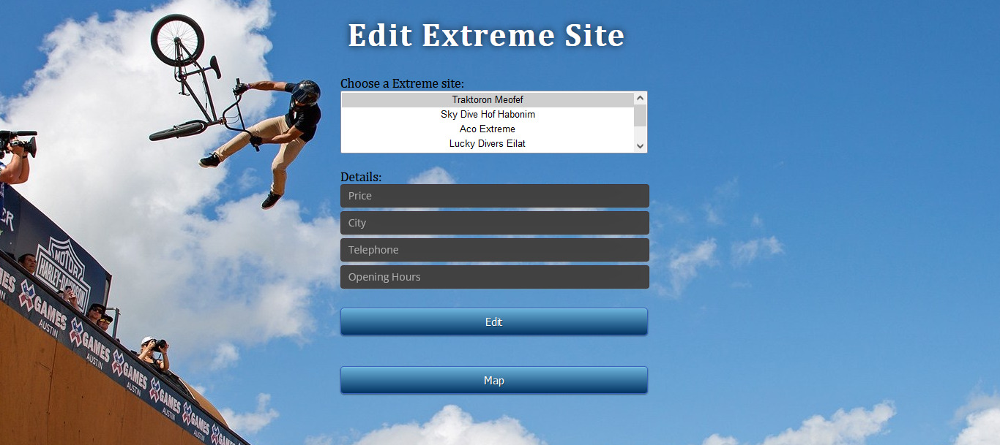 Edit Extreme Site
Choose a Extreme site:
Traktoron Meofef
Sky Dive Hof Habonim
Aco Extreme
Lucky Divers Eilat
Details:
Price
City
Telephone
Opening Hours
Edit
Map
MOTOR
HARLEY-DAVIDSON
GAMES
AUSTIN
X GAMES
AUSTIN
X GAMES
AUSTIN
X GAMES
AUSTIN
X GAMES